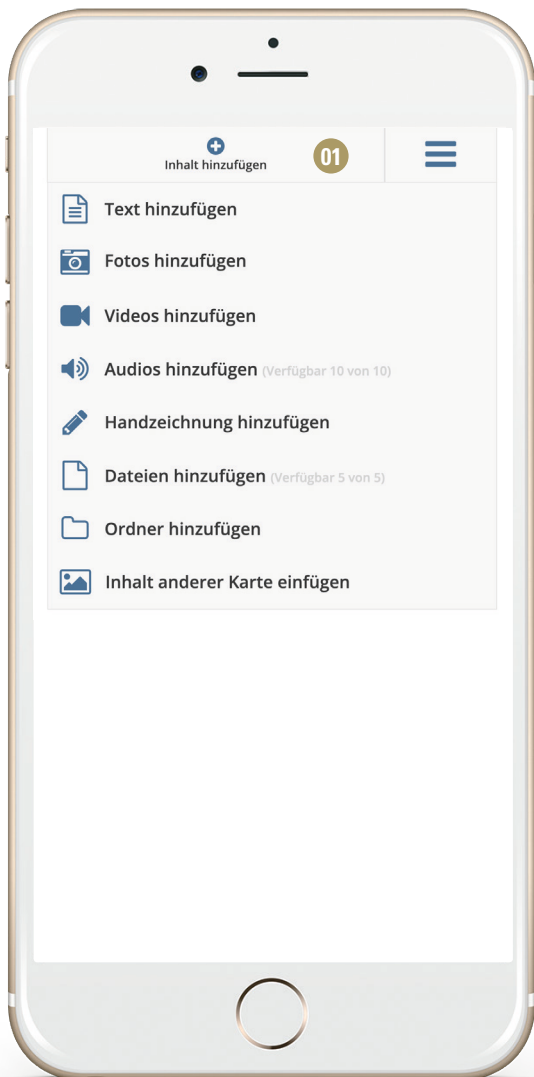 Inhalt hinzufügen
01
Text hinzufügen
Fotos hinzufügen
Videos hinzufügen
Audios hinzufügen (Verfügbar 10 von 10)
Handzeichnung hinzufügen
Dateien hinzufügen (Verfügbar 5 von 5)
Ordner hinzufügen
Inhalt anderer Karte einfügen